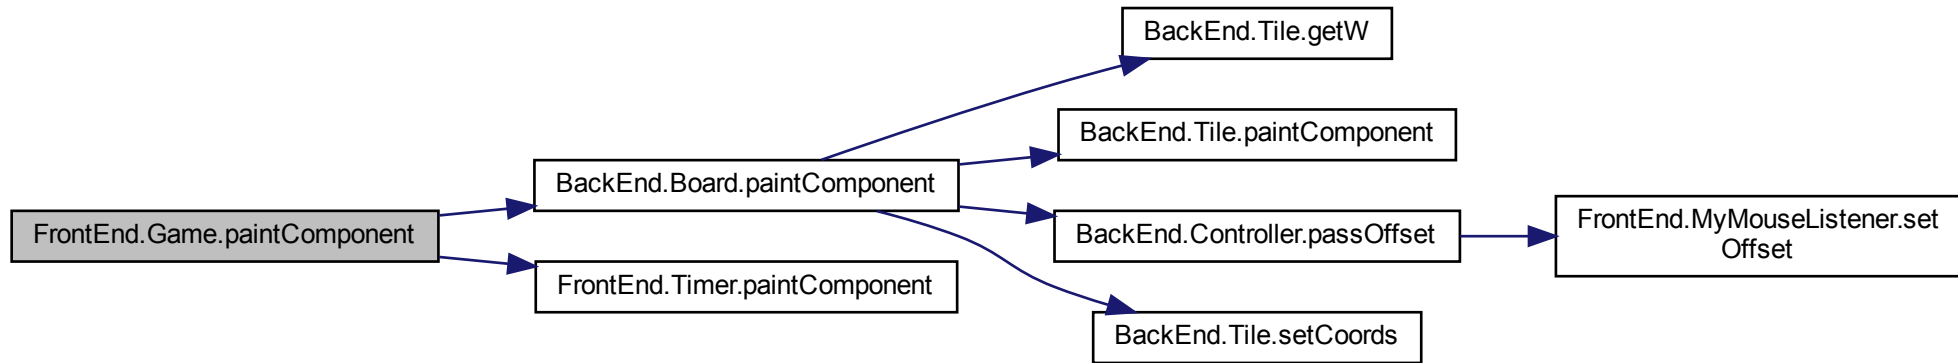 BackEnd.Tile.getW
BackEnd.Tile.paintComponent
BackEnd.Board.paintComponent
FrontEnd.MyMouseListener.set
Offset
FrontEnd.Game.paintComponent
BackEnd.Controller.passOffset
FrontEnd.Timer.paintComponent
BackEnd.Tile.setCoords